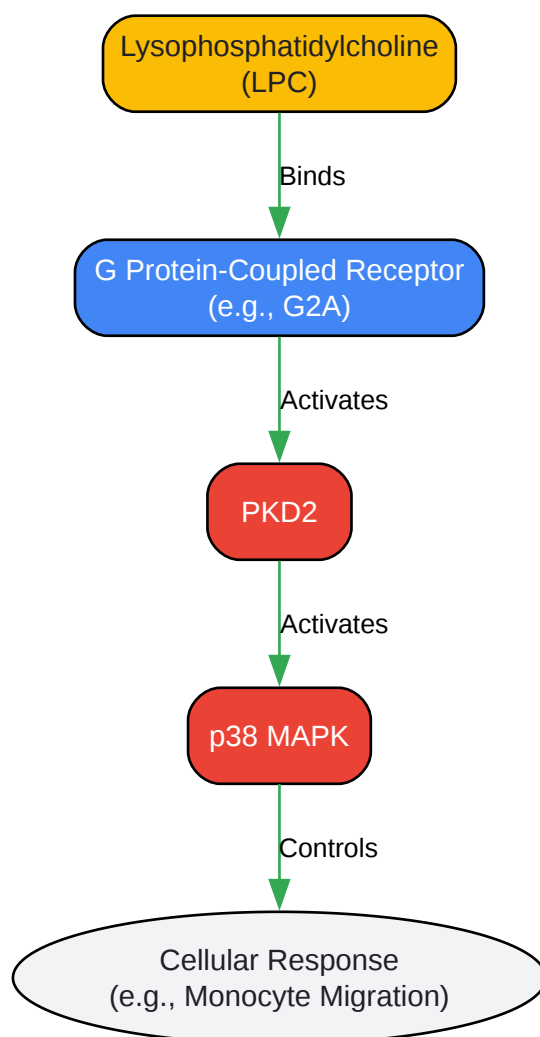 Lysophosphatidylcholine
(LPC)
Binds
G Protein-Coupled Receptor
(e.g., G2A)
Activates
PKD2
Activates
p38 MAPK
Controls
Cellular Response
(e.g., Monocyte Migration)